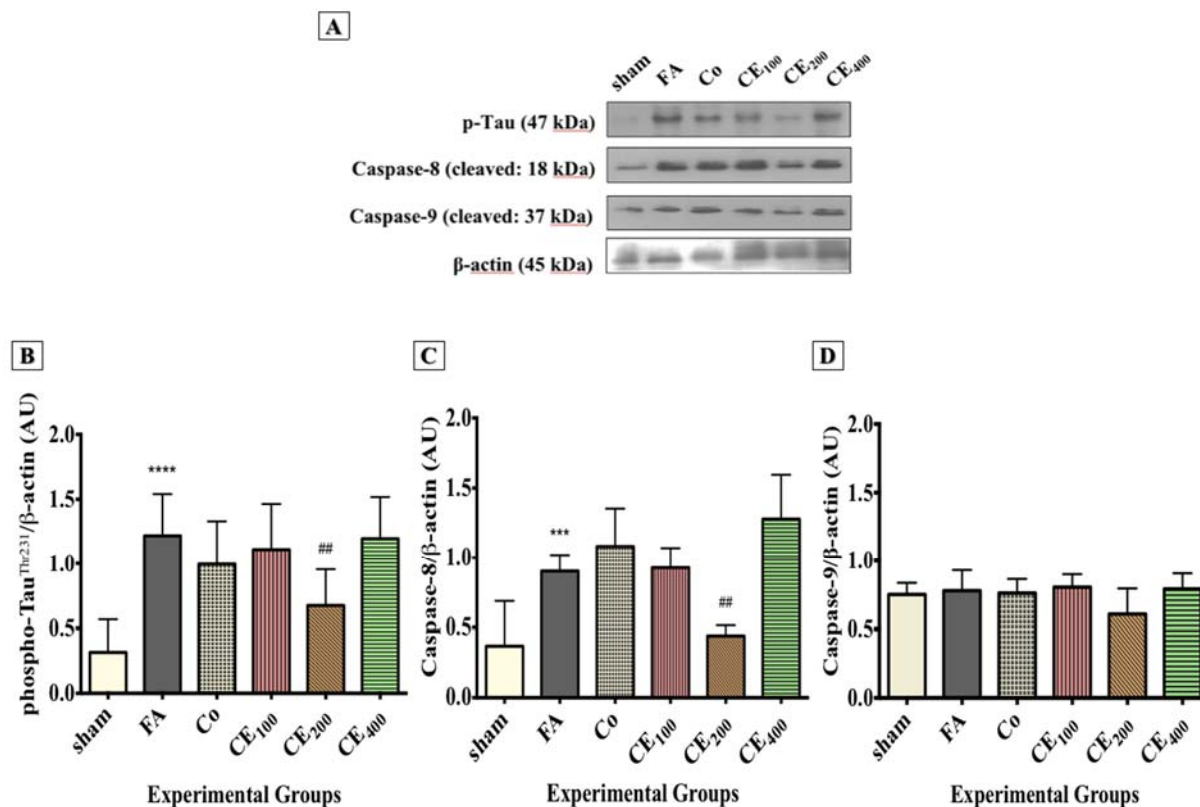 A
sham FA Co CE100 CE200 CE400
p-Tau (47 kDa)
Caspase-8 (cleaved: 18 kDa)
Caspase-9 (cleaved: 37 kDa)
β-actin (45 kDa)
B
phospho-TauThr231/β-actin (AU)
2.0
1.5
1.0
0.5
0.0
****
##
sham FA Co CE100 CE200 CE400
Experimental Groups
C
Caspase-8/β-actin (AU)
2.0
1.5
1.0
0.5
0.0
***
##
sham FA Co CE100 CE200 CE400
Experimental Groups
D
Caspase-9/β-actin (AU)
2.0
1.5
1.0
0.5
0.0
sham FA Co CE100 CE200 CE400
Experimental Groups